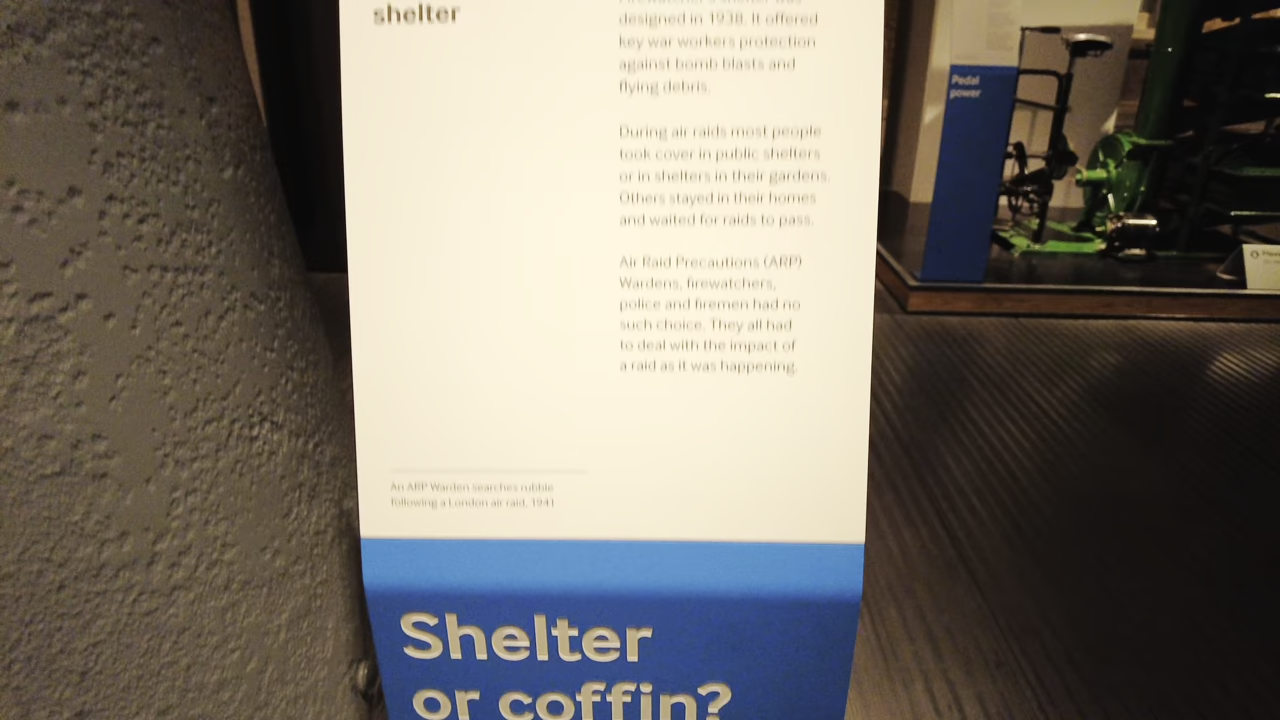 shelter
Firewatcher's shelter was
designed in 1938. It offered
key war workers protection
against bomb blasts and
flying debris.
During air raids most people
took cover in public shelters
or in shelters in their gardens.
Others stayed in their homes
and waited for raids to pass.
Air Raid Precautions (ARP)
Wardens, firewatchers,
police and firemen had no
such choice. They all had
to deal with the impact of
a raid as it was happening.
An ARP Warden searches rubble
following a London air raid, 1941
Shelter
or coffin?
Pedal
power